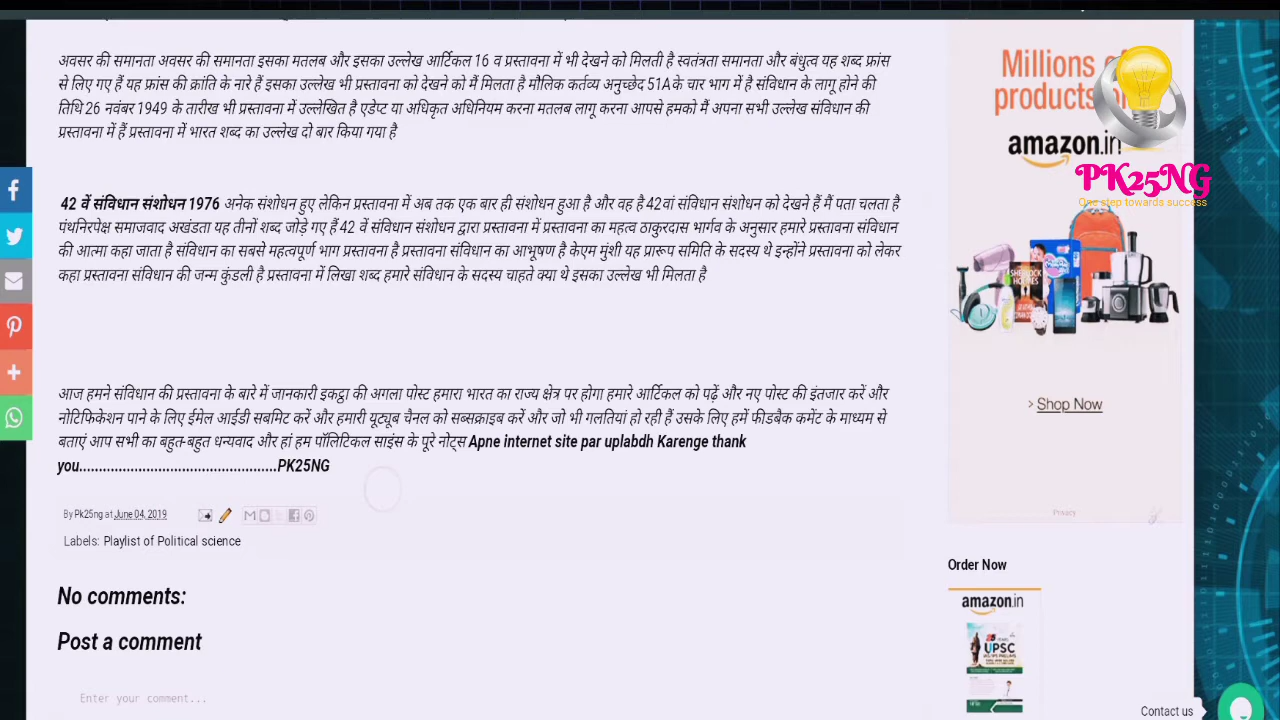 अवसर की समानता अवसर की समानता इसका मतलब और इसका उल्लेख आर्टिकल 16 व प्रस्तावना में भी देखने को मिलती है स्वतंत्रता समानता और बंधुत्व यह शब्द फ्रांस
से लिए गए हैं यह फ्रांस की क्रांति के नारे हैं इसका उल्लेख भी प्रस्तावना को देखने को में मिलता है मौलिक कर्तव्य अनुच्छेद 51A के चार भाग में है संविधान के लागू होने की
तिथि 26 नवंबर 1949 के तारीख भी प्रस्तावना में उल्लेखित है एडेप्ट या अधिकृत अधिनियम करना मतलब लागू करना आपसे हमको मैं अपना सभी उल्लेख संविधान की
प्रस्तावना में हैं प्रस्तावना में भारत शब्द का उल्लेख दो बार किया गया है
42 वें संविधान संशोधन 1976 अनेक संशोधन हुए लेकिन प्रस्तावना में अब तक एक बार ही संशोधन हुआ है और वह है 42वां संविधान संशोधन को देखने हैं मैं पता चलता है
पंथनिरपेक्ष समाजवाद अखंडता यह तीनों शब्द जोड़े गए हैं 42 वें संविधान संशोधन द्वारा प्रस्तावना में प्रस्तावना का महत्व ठाकुरदास भार्गव के अनुसार हमारे प्रस्तावना संविधान
की आत्मा कहा जाता है संविधान का सबसे महत्वपूर्ण भाग प्रस्तावना है प्रस्तावना संविधान का आभूषण है केएम मुंशी यह प्रारूप समिति के सदस्य थे इन्होंने प्रस्तावना को लेकर
कहा प्रस्तावना संविधान की जन्म कुंडली है प्रस्तावना में लिखा शब्द हमारे संविधान के सदस्य चाहते क्या थे इसका उल्लेख भी मिलता है
आज हमने संविधान की प्रस्तावना के बारे में जानकारी इकट्ठा की अगला पोस्ट हमारा भारत का राज्य क्षेत्र पर होगा हमारे आर्टिकल को पढ़ें और नए पोस्ट की इंतजार करें और
नोटिफिकेशन पाने के लिए ईमेल आईडी सबमिट करें और एक यूट्यूब चैनल को सब्सक्राइब करें और जो भी गलतियां हो रही हैं उसके लिए हमें फीडबैक कमेंट के माध्यम से
बताएं आप सभी का बहुत-बहुत धन्यवाद और हां हम पॉलिटिकल साइंस के पूरे नोट्स Apne internet site par uplabdh Karenge thank
you..................................................PK25NG
By Pk25ng at June 04, 2019
Labels: Playlist of Political science
No comments:
Post a comment
Enter your comment...
Millions of
products on
amazon.in
PK25NG
One step towards success
SHERLOCK
HOLMES
> Shop Now
Privacy
Order Now
amazon.in
UPSC
Contact us